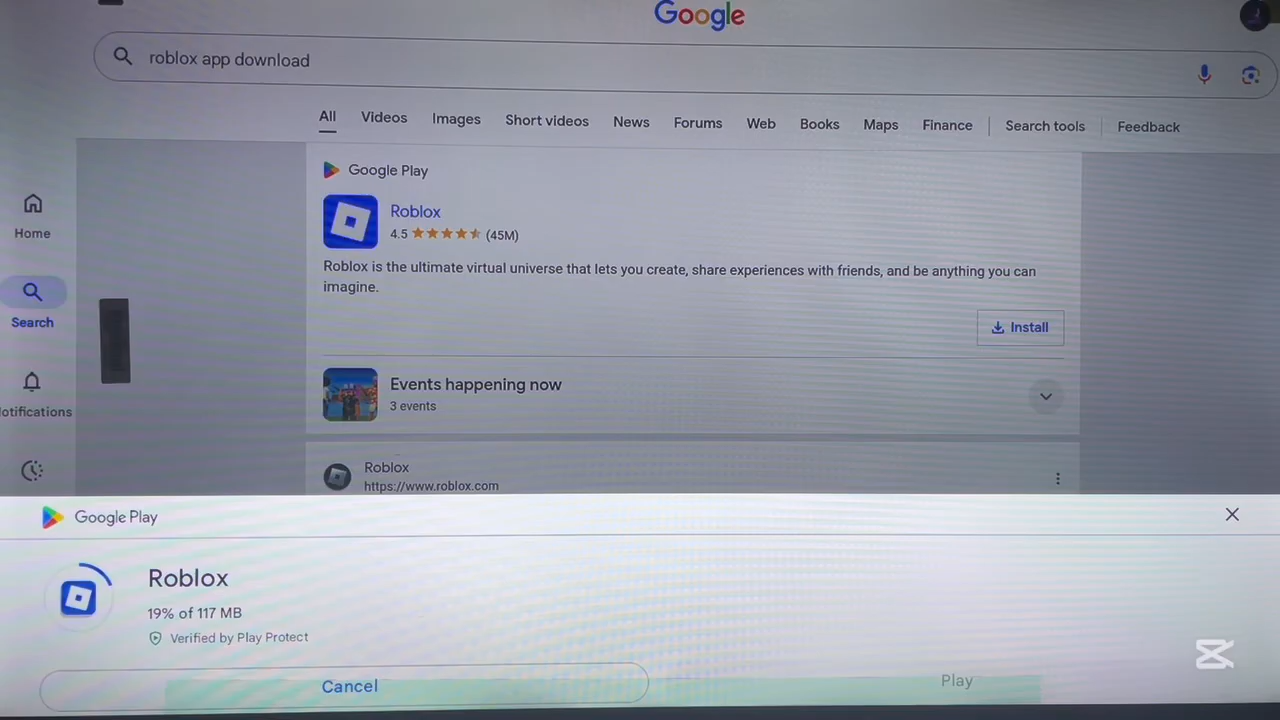 Google
roblox app download
All Videos Images Short videos News Forums Web Books Maps Finance Search tools Feedback
Google Play
Roblox
4.5 (45M)
Roblox is the ultimate virtual universe that lets you create, share experiences with friends, and be anything you can
imagine.
Install
Events happening now
3 events
Roblox
https://www.roblox.com
Home
Search
otifications
Google Play
Roblox
19% of 117 MB
Verified by Play Protect
Cancel
Play